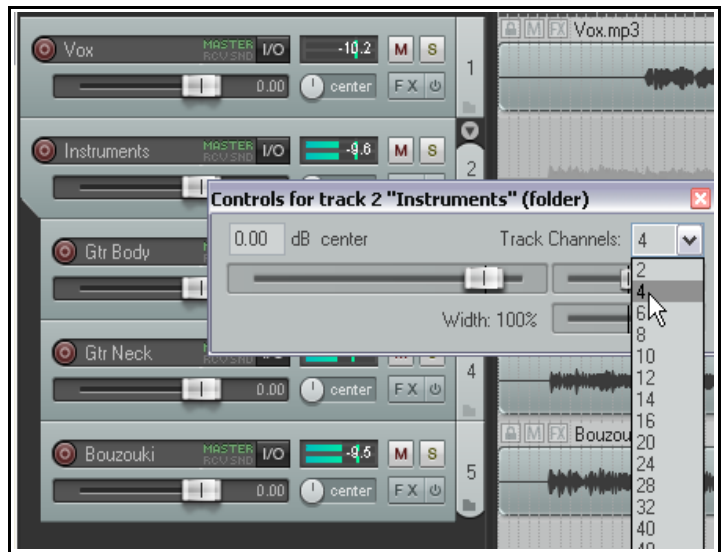 Vox MASTER RCV SND I/O -10.2 M S
0.00 center FX
1
M FX Vox.mp3
Instruments MASTER RCV SND I/O -9.6 M S
2
Controls for track 2 "Instruments" (folder)
0.00 dB center Track Channels: 4
Width: 100%
2
4
6
8
10
12
14
16
20
24
28
32
40
Gtr Body
Gtr Neck
0.00 center FX
4
M FX Bouzou
Bouzouki MASTER RCV SND I/O -9.5 M S
0.00 center FX
5